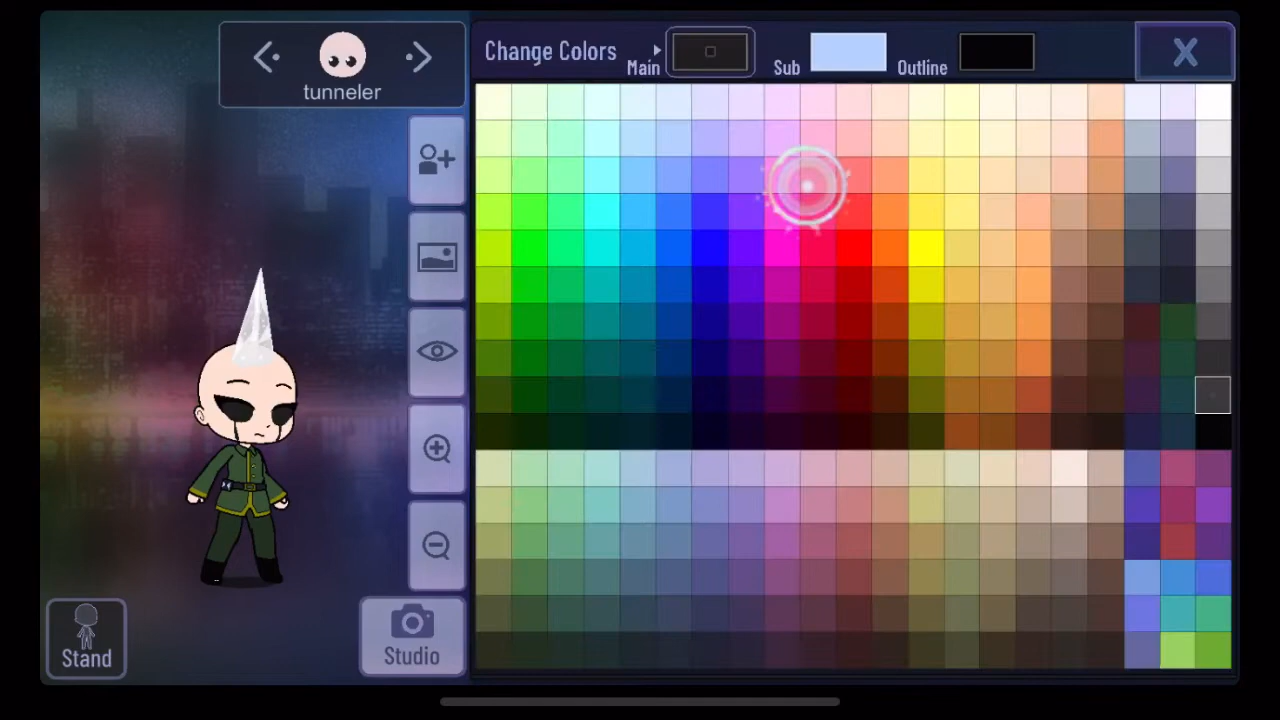 tunneler
Change Colors
Main
Sub
Outline
X
Stand
Studio